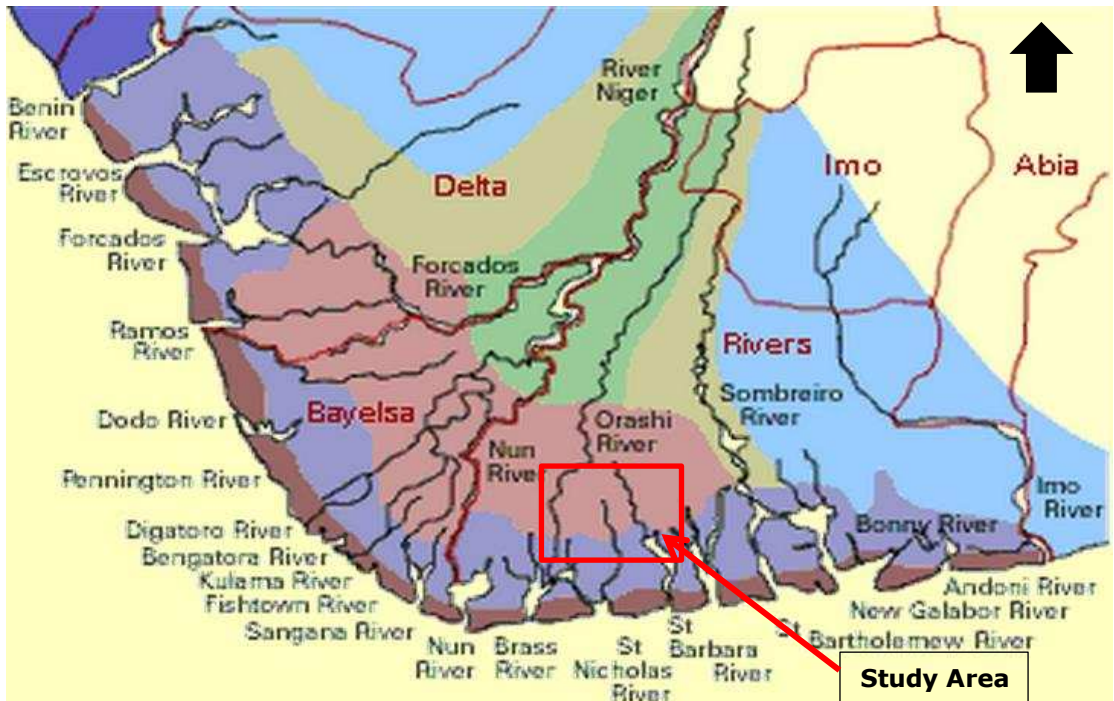 River
Niger
Benin
River
Imo
Abia
Escrovos
River
Delta
Forcados
River
Forcados
River
Ramos
River
Rivers
Sombreiro
River
Bayelsa
Dodo River
Orashi
River
Nun
River
Pennington River
Imo
River
Digatoro River
Bonny River
Bengatora River
Kulama River
Fishtown River
Sangana River
Andoni River
New Galabor River
Nun
River
Brass
River
St
Nicholas
River
St
Barbara
River
St
Bartholemew River
Study Area